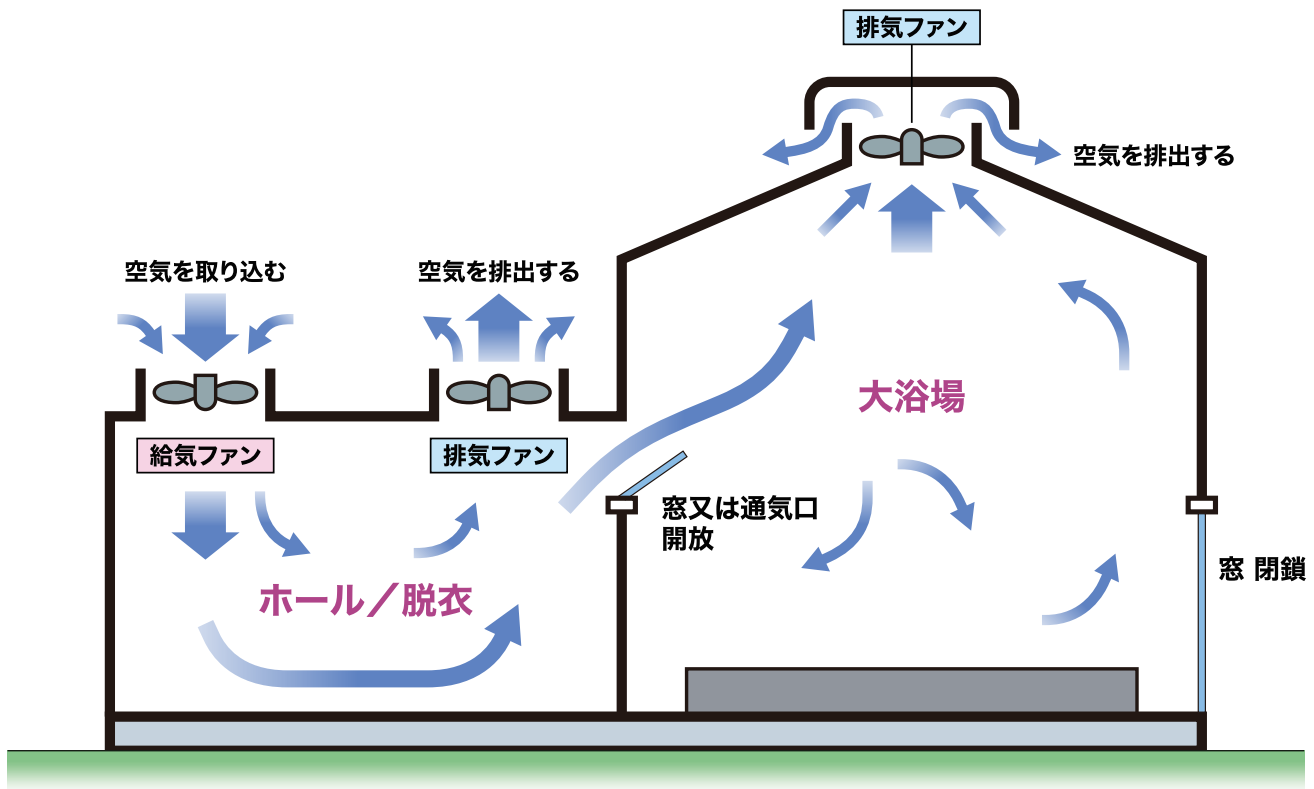 排気ファン
空気を排出する
空気を取り込む
空気を排出する
給気ファン
排気ファン
大浴場
窓又は通気口
開放
窓 閉鎖
ホール／脱衣